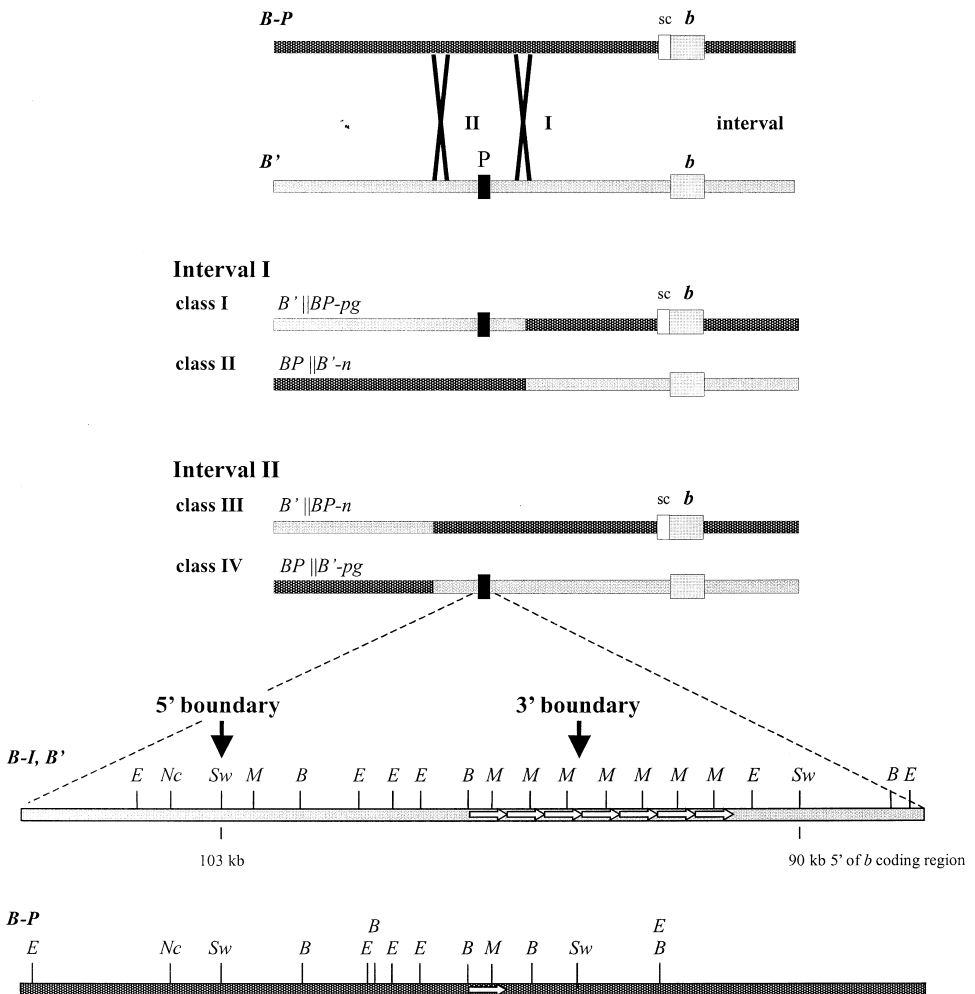 B-P sc b
II I interval
B' P b
Interval I
class I B' ||BP-pg sc b
class II BP ||B'-n
Interval II
class III B' ||BP-n sc b
class IV BP ||B'-pg
5' boundary 3' boundary
B-I, B'
E Nc Sw M B E E E B M M M M M M M E Sw B E
103 kb 90 kb 5' of b coding region
B-P
B E
E Nc Sw B E E E B M B Sw B